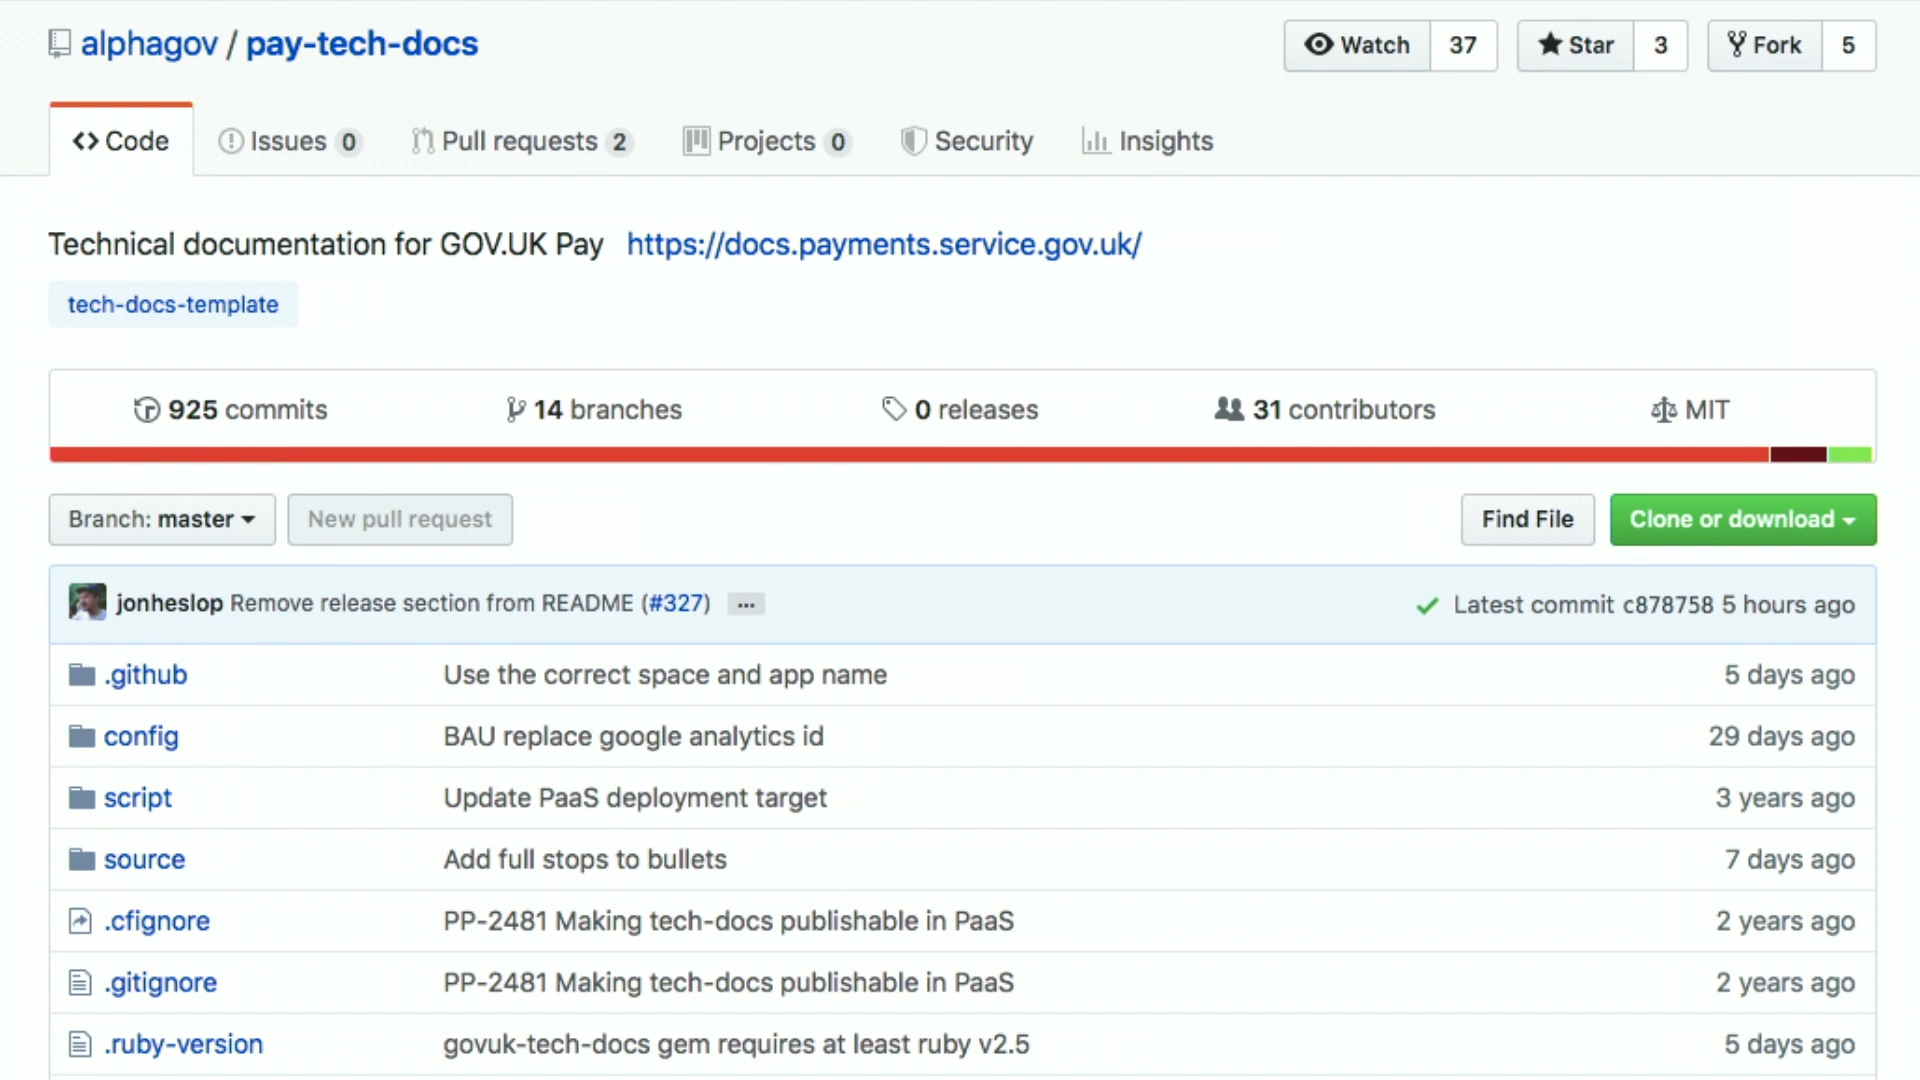 alphagov / pay-tech-docs
Watch 37 Star 3 Fork 5
Code Issues 0 Pull requests 2 Projects 0 Security Insights
Technical documentation for GOV.UK Pay https://docs.payments.service.gov.uk/
tech-docs-template
925 commits 14 branches 0 releases 31 contributors MIT
Branch: master New pull request Find File Clone or download
jonheslop Remove release section from README (#327) ... Latest commit c878758 5 hours ago
.github Use the correct space and app name 5 days ago
config BAU replace google analytics id 29 days ago
script Update PaaS deployment target 3 years ago
source Add full stops to bullets 7 days ago
.cfignore PP-2481 Making tech-docs publishable in PaaS 2 years ago
.gitignore PP-2481 Making tech-docs publishable in PaaS 2 years ago
.ruby-version govuk-tech-docs gem requires at least ruby v2.5 5 days ago